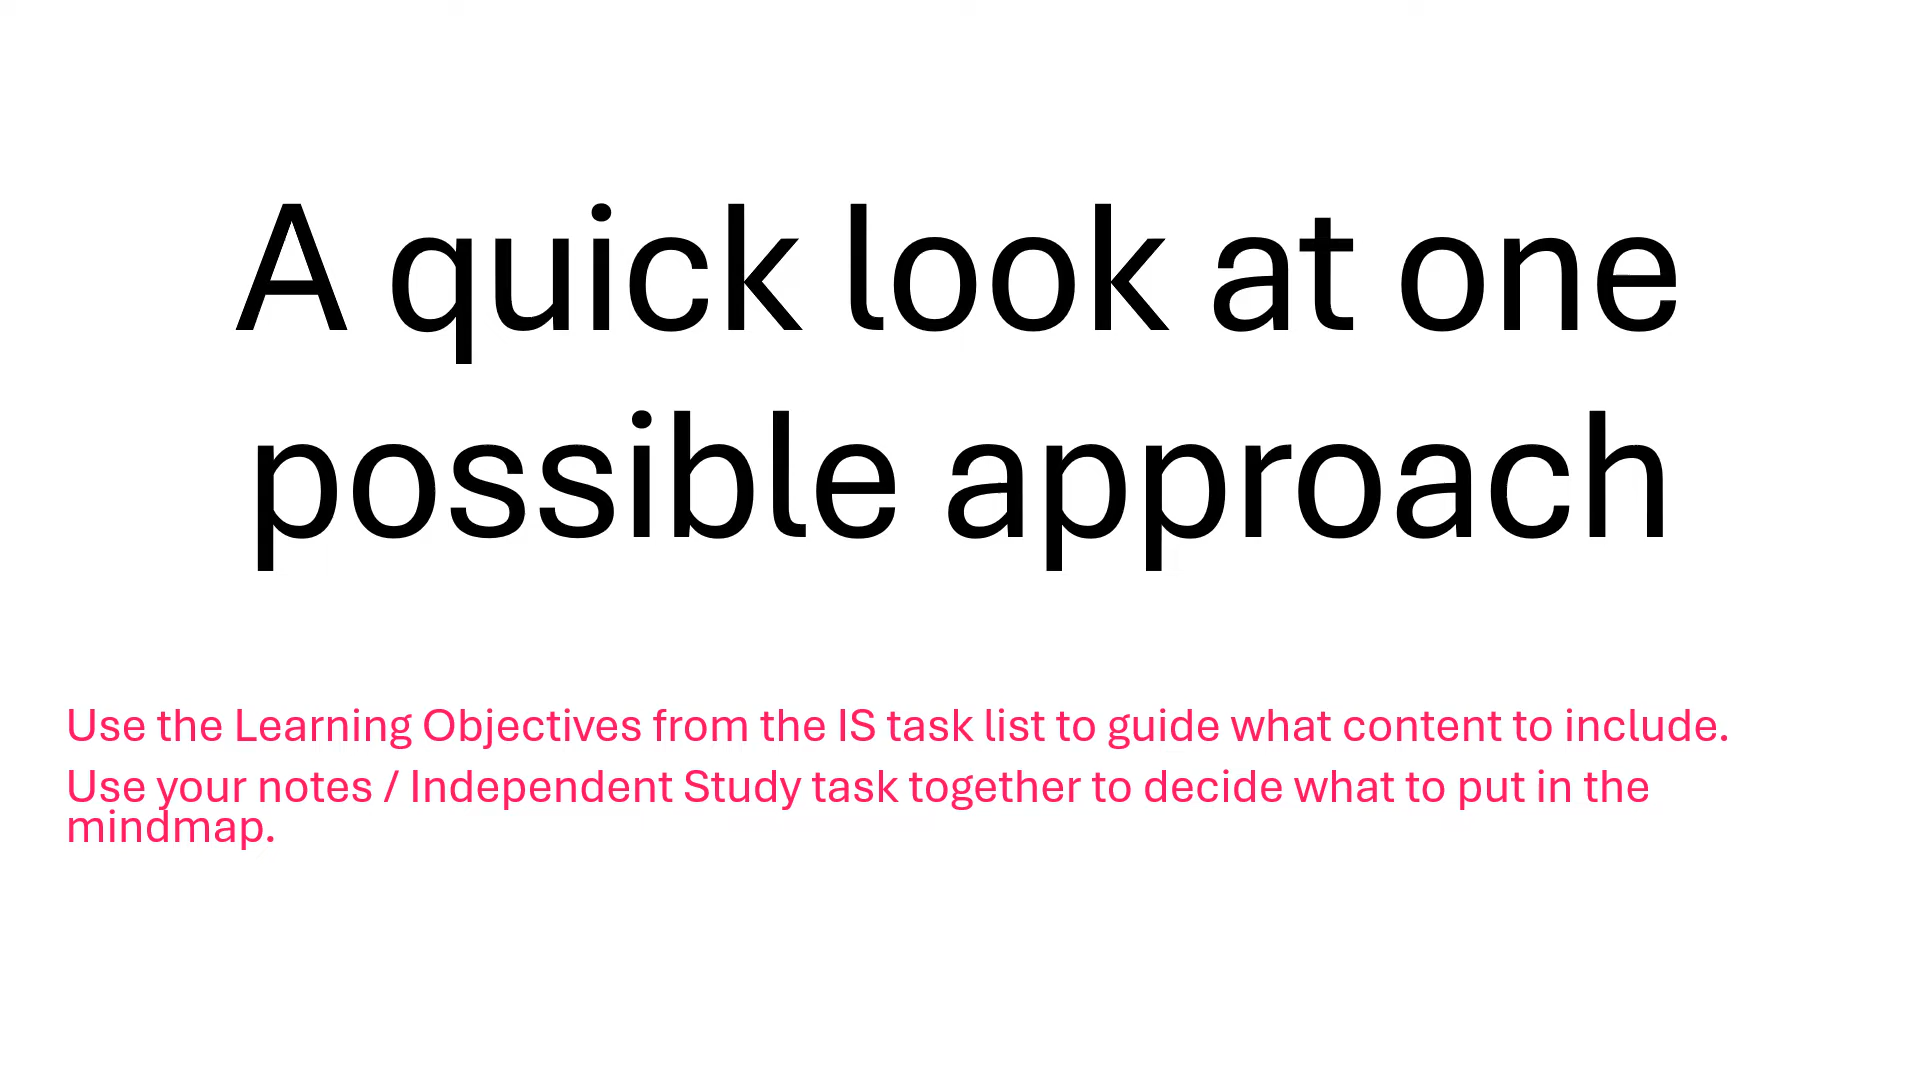 A quick look at one
possible approach
Use the Learning Objectives from the IS task list to guide what content to include.
Use your notes / Independent Study task together to decide what to put in the
mindmap.